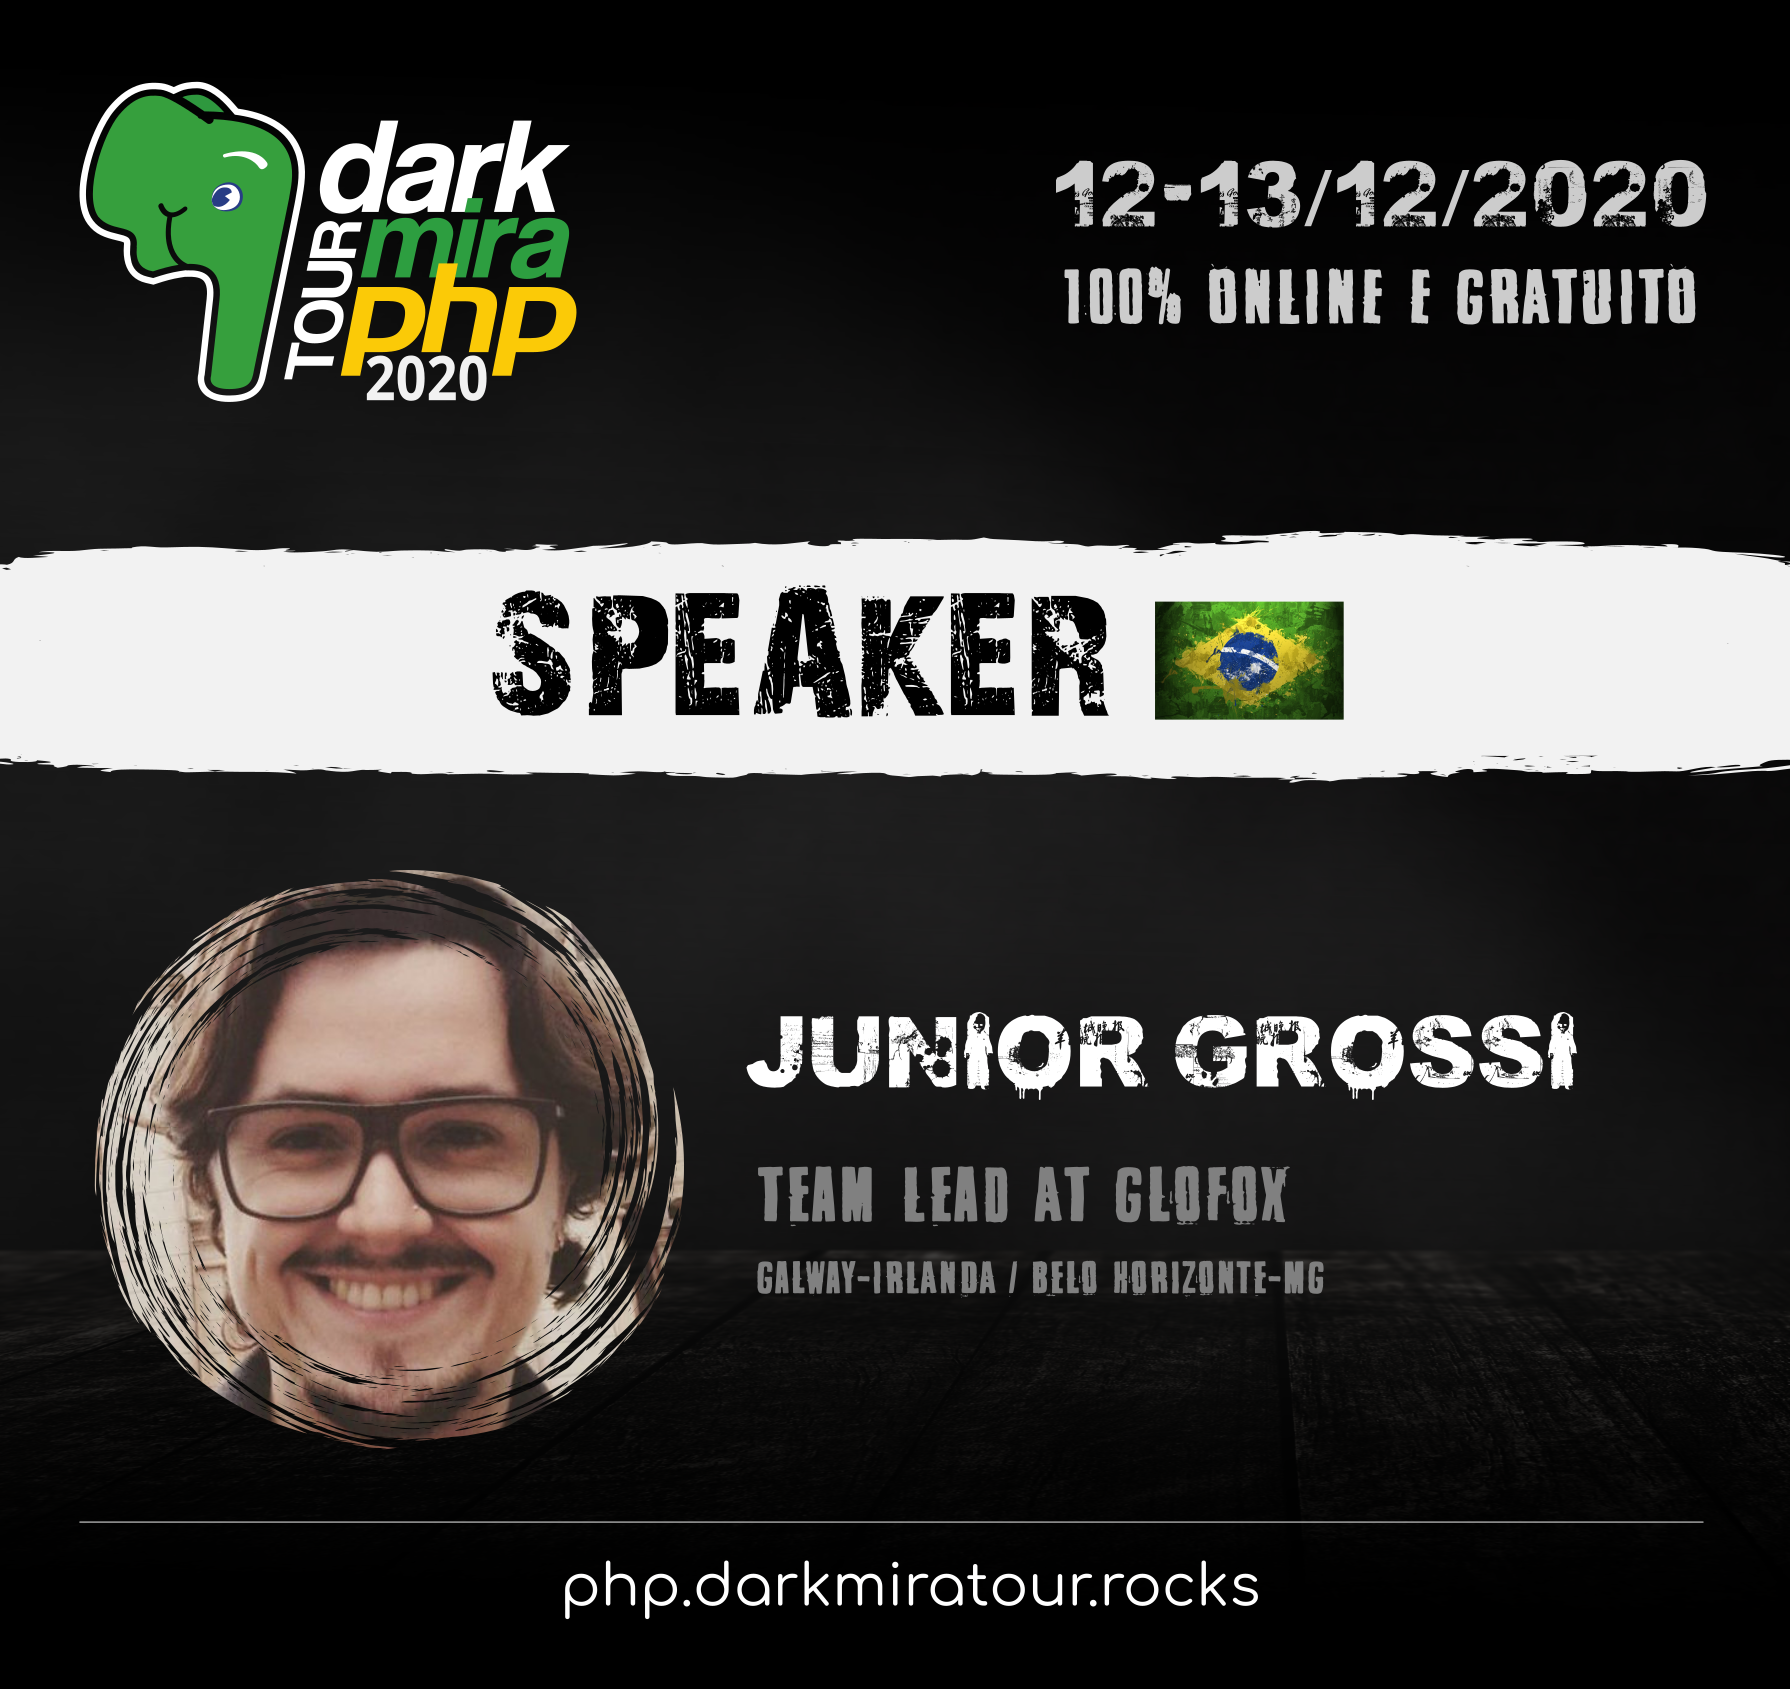 dark
mira
php
TOUR
2020
12-13/12/2020
100% ONLINE E GRATUITO
SPEAKER
JUNIOR GROSSI
TEAM LEAD AT GLOFOX
GALWAY-IRLANDA / BELO HORIZONTE-MG
php.darkmiratour.rocks